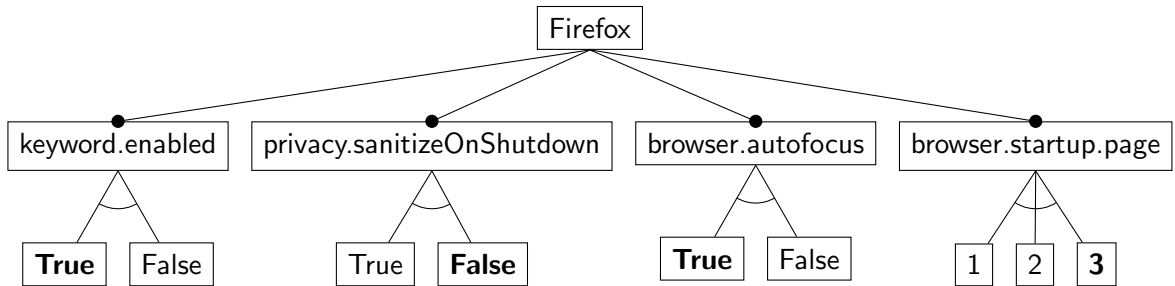 Firefox
keyword.enabled privacy.sanitizeOnShutdown browser.autofocus browser.startup.page
True False True False True False 1 2 3